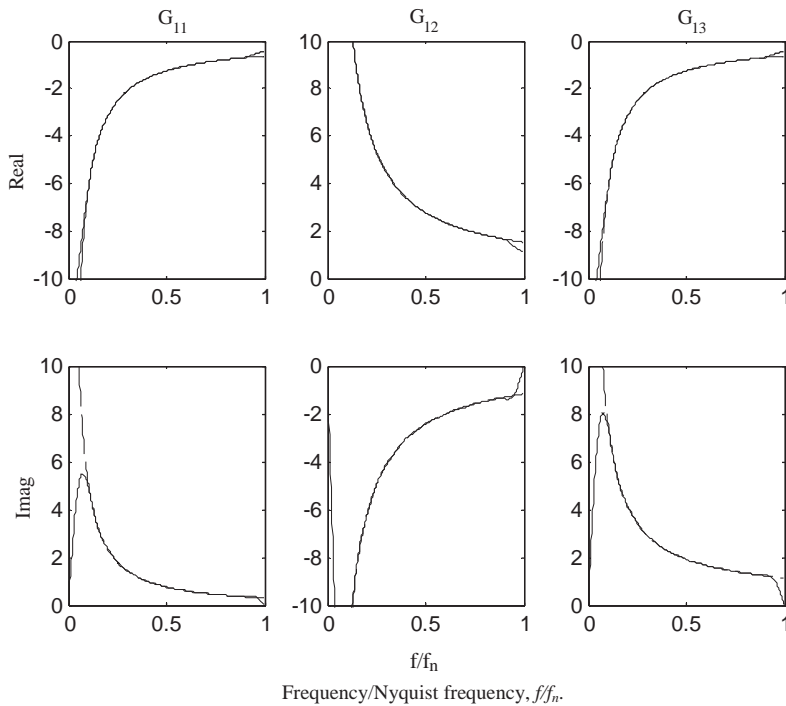 G11 G12 G13
0 10 0
-2 8 -2
-4 6 -4
Real
-6 4 -6
-8 2 -8
-10 0 -10
0 0.5 1 0 0.5 1 0 0.5 1
10 0 10
8 -2 8
6 -4 6
Imag
4 -6 4
2 -8 2
0 -10 0
0 0.5 1 0 0.5 1 0 0.5 1
f/fn
Frequency/Nyquist frequency, f/fn.